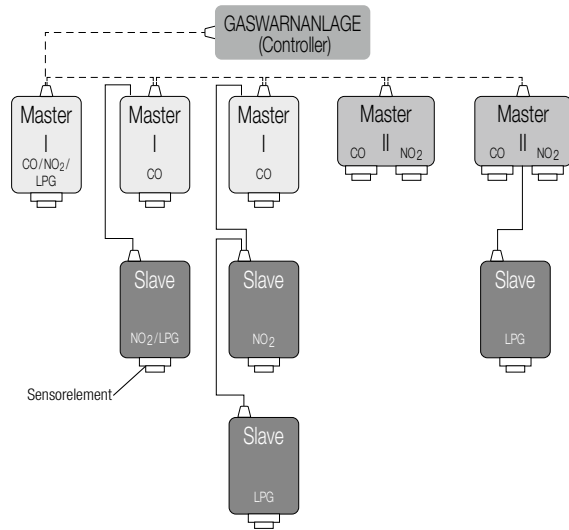 GASWARNANLAGE
(Controller)
Master
I
CO/NO₂/
LPG
Master
I
CO
Master
I
CO
Master
II
CO NO₂
Master
II
CO NO₂
Slave
NO₂/LPG
Slave
NO₂
Slave
LPG
Sensorelement
Slave
LPG